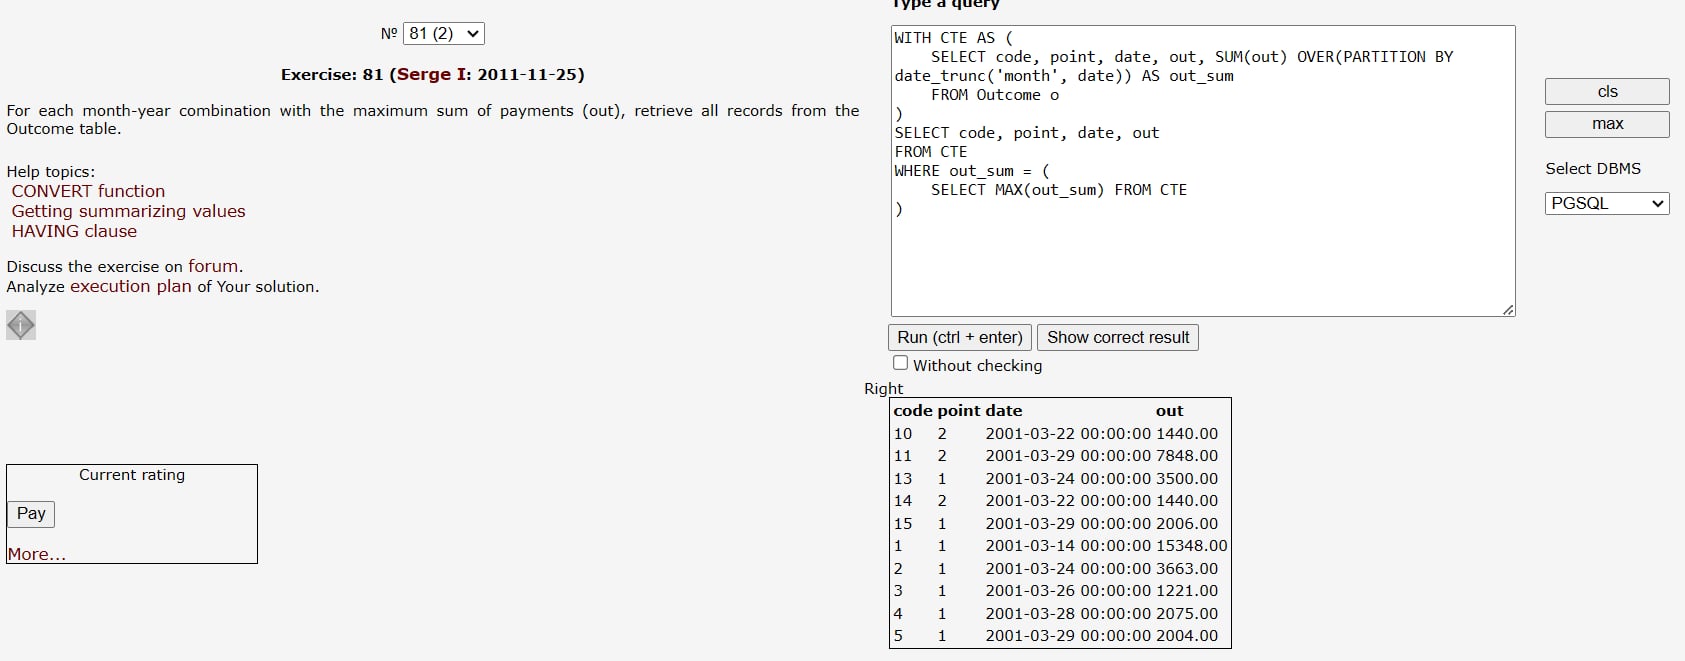 № 81 (2)
Exercise: 81 (Serge I: 2011-11-25)
For each month-year combination with the maximum sum of payments (out), retrieve all records from the
Outcome table.
Help topics:
CONVERT function
Getting summarizing values
HAVING clause
Discuss the exercise on forum.
Analyze execution plan of Your solution.
Current rating
Pay
More...
Type a query
WITH CTE AS (
    SELECT code, point, date, out, SUM(out) OVER(PARTITION BY
date_trunc('month', date)) AS out_sum
    FROM Outcome o
)
SELECT code, point, date, out
FROM CTE
WHERE out_sum = (
    SELECT MAX(out_sum) FROM CTE
)
cls
max
Select DBMS
PGSQL
Run (ctrl + enter) Show correct result
Without checking
Right
code point date out
10 2 2001-03-22 00:00:00 1440.00
11 2 2001-03-29 00:00:00 7848.00
13 1 2001-03-24 00:00:00 3500.00
14 2 2001-03-22 00:00:00 1440.00
15 1 2001-03-29 00:00:00 2006.00
1 1 2001-03-14 00:00:00 15348.00
2 1 2001-03-24 00:00:00 3663.00
3 1 2001-03-26 00:00:00 1221.00
4 1 2001-03-28 00:00:00 2075.00
5 1 2001-03-29 00:00:00 2004.00